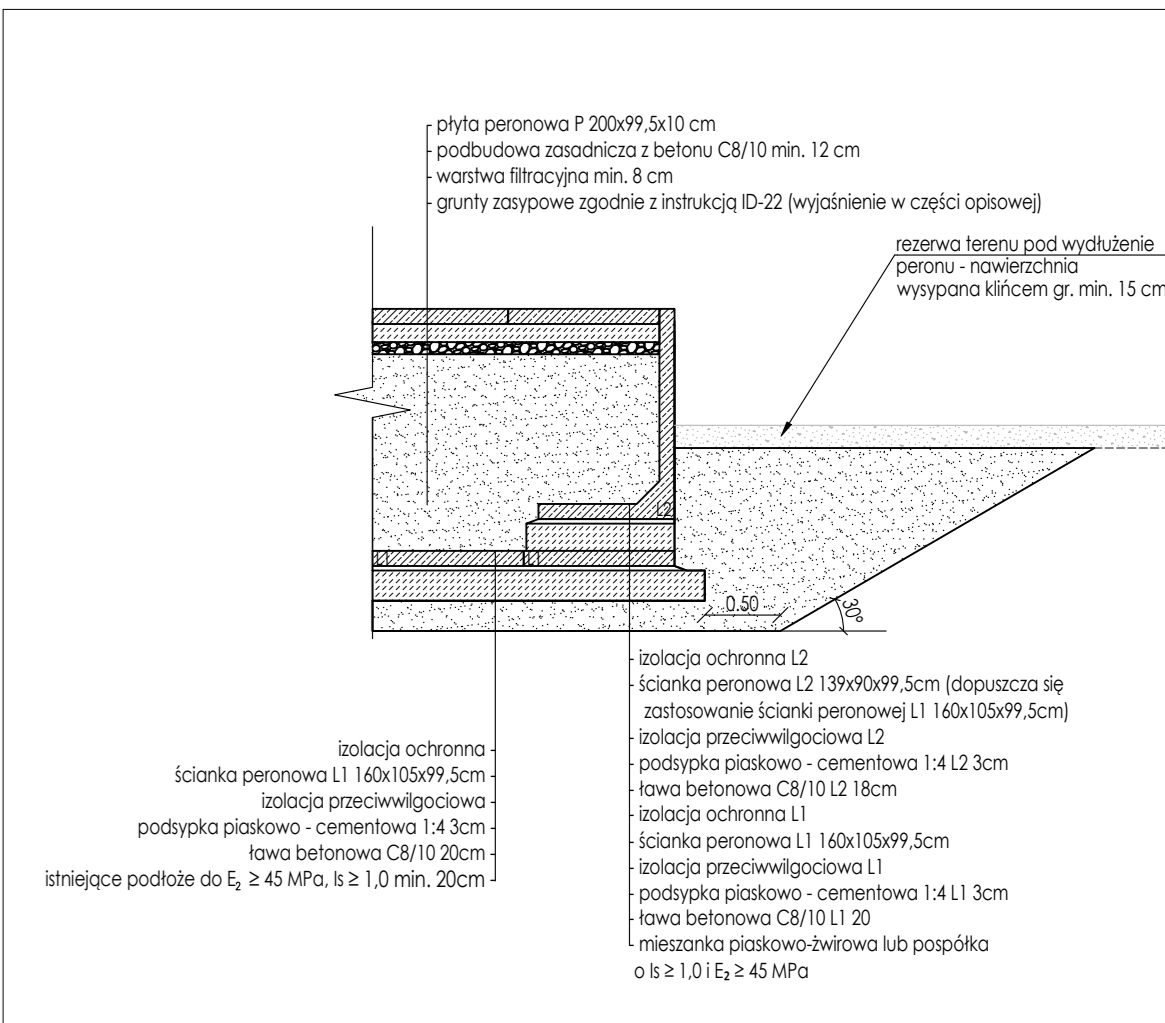 płyta peronowa P 200x99,5x10 cm
podbudowa zasadnicza z betonu C8/10 min. 12 cm
warstwa filtracyjna min. 8 cm
grunty zasypowe zgodnie z instrukcją ID-22 (wyjaśnienie w części opisowej)
rezerwa terenu pod wydłużenie
peronu - nawierzchnia
wysypana klińcem gr. min. 15 cm
L2
L1
0.50
30°
izolacja ochronna
ścianka peronowa L1 160x105x99,5cm
izolacja przeciwwilgociowa
podsypka piaskowo - cementowa 1:4 3cm
ława betonowa C8/10 20cm
istniejące podłoże do E₂ ≥ 45 MPa, Is ≥ 1,0 min. 20cm
izolacja ochronna L2
ścianka peronowa L2 139x90x99,5cm (dopuszcza się
zastosowanie ścianki peronowej L1 160x105x99,5cm)
izolacja przeciwwilgociowa L2
podsypka piaskowo - cementowa 1:4 L2 3cm
ława betonowa C8/10 L2 18cm
izolacja ochronna L1
ścianka peronowa L1 160x105x99,5cm
izolacja przeciwwilgociowa L1
podsypka piaskowo - cementowa 1:4 L1 3cm
ława betonowa C8/10 L1 20
mieszanka piaskowo-żwirowa lub pospółka
o Is ≥ 1,0 i E₂ ≥ 45 MPa